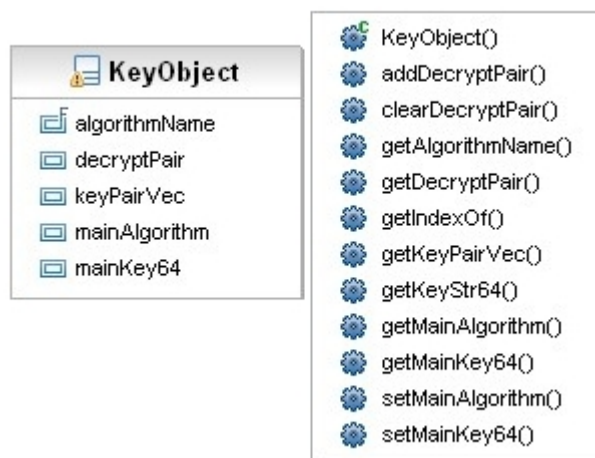 KeyObject
algorithmName
decryptPair
keyPairVec
mainAlgorithm
mainKey64
KeyObject()
addDecryptPair()
clearDecryptPair()
getAlgorithmName()
getDecryptPair()
getIndexOf()
getKeyPairVec()
getKeyStr64()
getMainAlgorithm()
getMainKey64()
setMainAlgorithm()
setMainKey64()